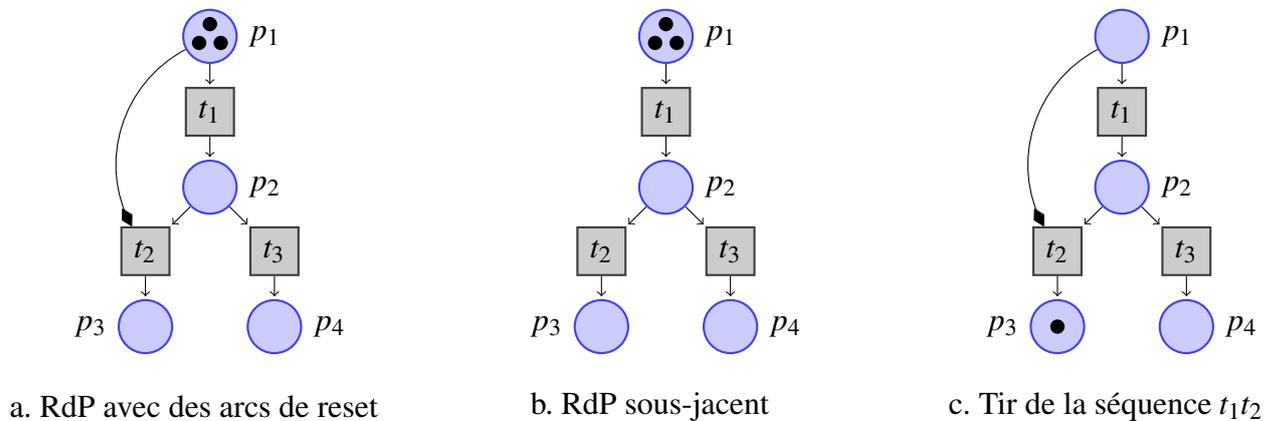 p1 p1 p1
t1 t1 t1
p2 p2 p2
t2 t3 t2 t3 t2 t3
p3 p4 p3 p4 p3 p4
a. RdP avec des arcs de reset
b. RdP sous-jacent
c. Tir de la séquence t1t2